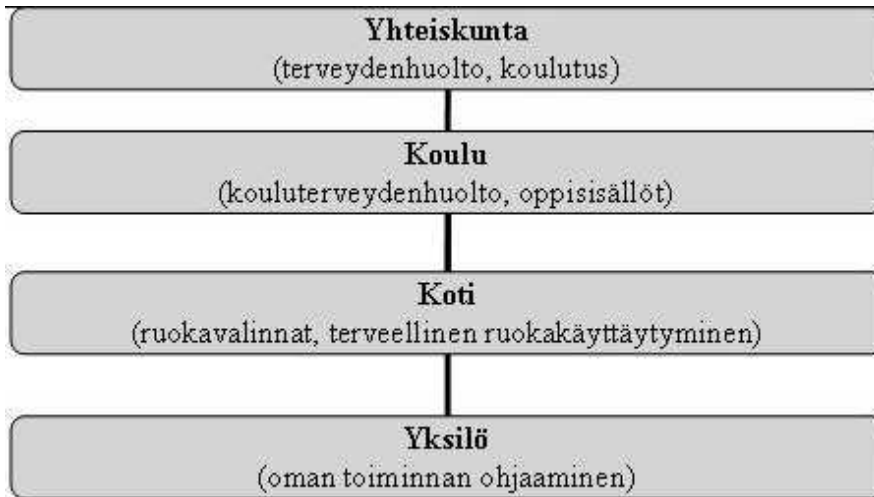 Yhteiskunta
(terveydenhuolto, koulutus)
Koulu
(kouluterveydenhuolto, oppisisällöt)
Koti
(ruokavalinnat, terveellinen ruokakäyttäytyminen)
Yksilö
(oman toiminnan ohjaaminen)